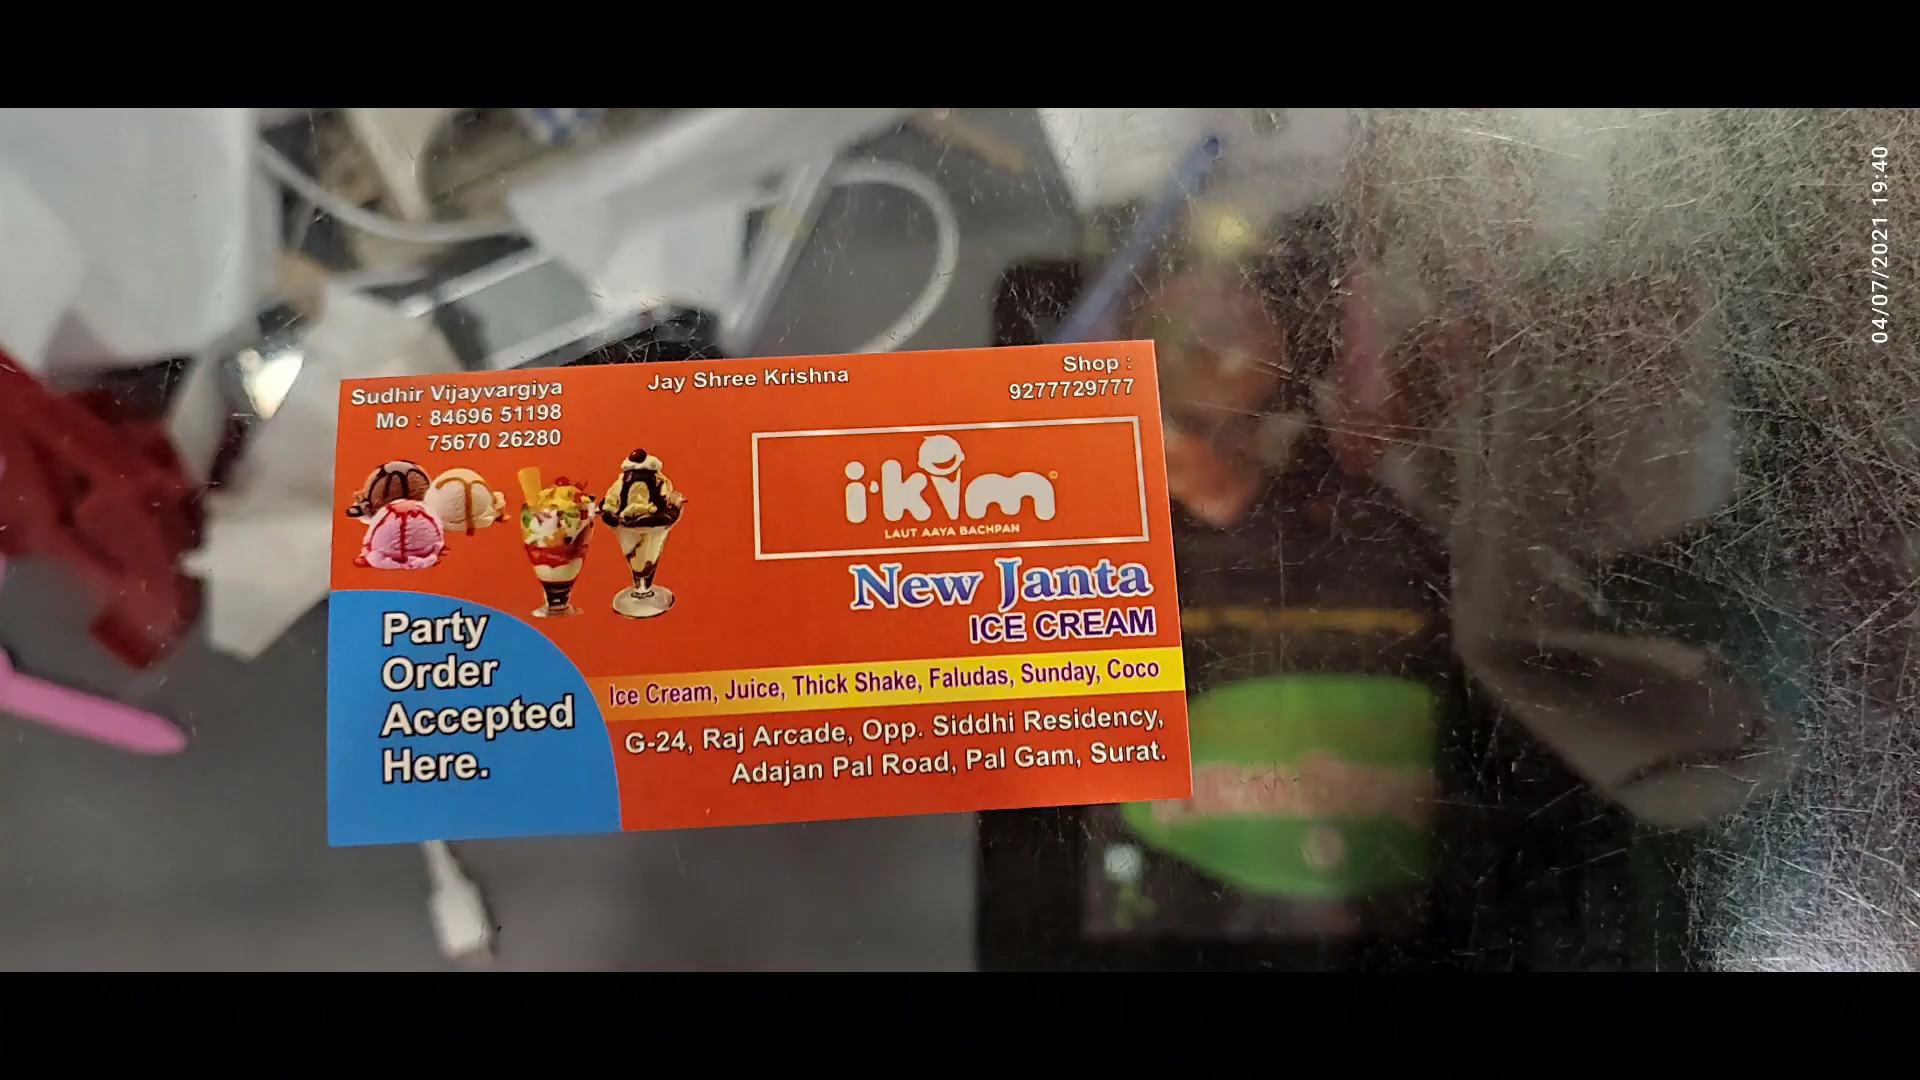 Sudhir Vijayvargiya
Mo : 84696 51198
75670 26280
Jay Shree Krishna
Shop :
9277729777
i·kim
LAUT AAYA BACHPAN
New Janta
ICE CREAM
Party
Order
Accepted
Here.
Ice Cream, Juice, Thick Shake, Faludas, Sunday, Coco
G-24, Raj Arcade, Opp. Siddhi Residency,
Adajan Pal Road, Pal Gam, Surat.
04/07/2021 19:40